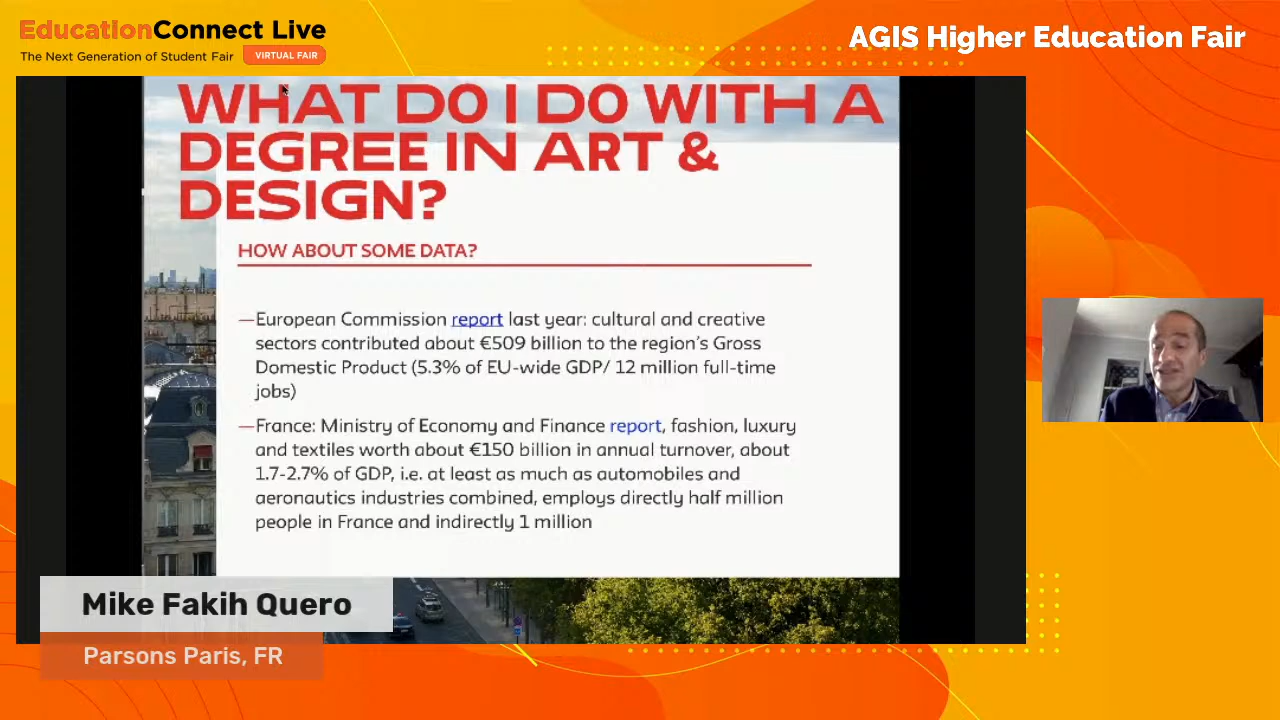 EducationConnect Live
The Next Generation of Student Fair VIRTUAL FAIR
AGIS Higher Education Fair
WHAT DO I DO WITH A
DEGREE IN ART &
DESIGN?
HOW ABOUT SOME DATA?
—European Commission report last year: cultural and creative
sectors contributed about €509 billion to the region's Gross
Domestic Product (5.3% of EU-wide GDP/ 12 million full-time
jobs)
—France: Ministry of Economy and Finance report, fashion, luxury
and textiles worth about €150 billion in annual turnover, about
1.7-2.7% of GDP, i.e. at least as much as automobiles and
aeronautics industries combined, employs directly half million
people in France and indirectly 1 million
Mike Fakih Quero
Parsons Paris, FR